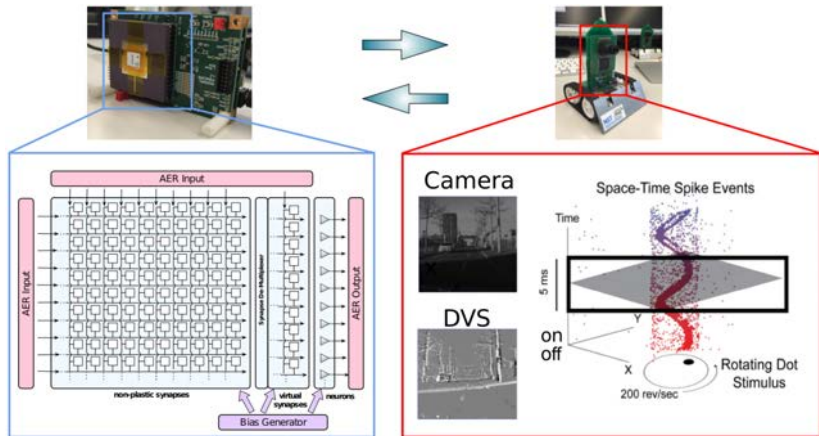 AER Input
AER Input
Synapse De-Multiplexer
AER Output
non-plastic synapses
virtual
synapses
neurons
Bias Generator
Camera
DVS
Space-Time Spike Events
Time
5 ms
Y
on
off
X
Rotating Dot
Stimulus
200 rev/sec